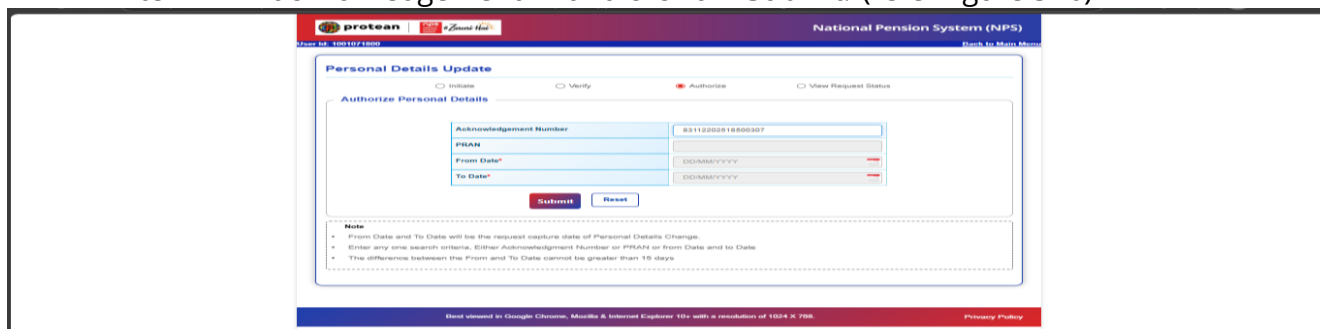 protean
National Pension System (NPS)
User Id: 1001071800
Back to Main Menu
Personal Details Update
Initiate Verify Authorize View Request Status
Authorize Personal Details
Acknowledgement Number
PRAN
From Date* DD/MM/YYYY
To Date* DD/MM/YYYY
Submit Reset
Note
• From Date and To Date will be the request capture date of Personal Details Change.
• Enter any one search criteria, Either Acknowledgment Number or PRAN or from Date and to Date
• The difference between the From and To Date cannot be greater than 15 days
Best viewed in Google Chrome, Mozilla & Internet Explorer 10+ with a resolution of 1024 X 768.
Privacy Policy